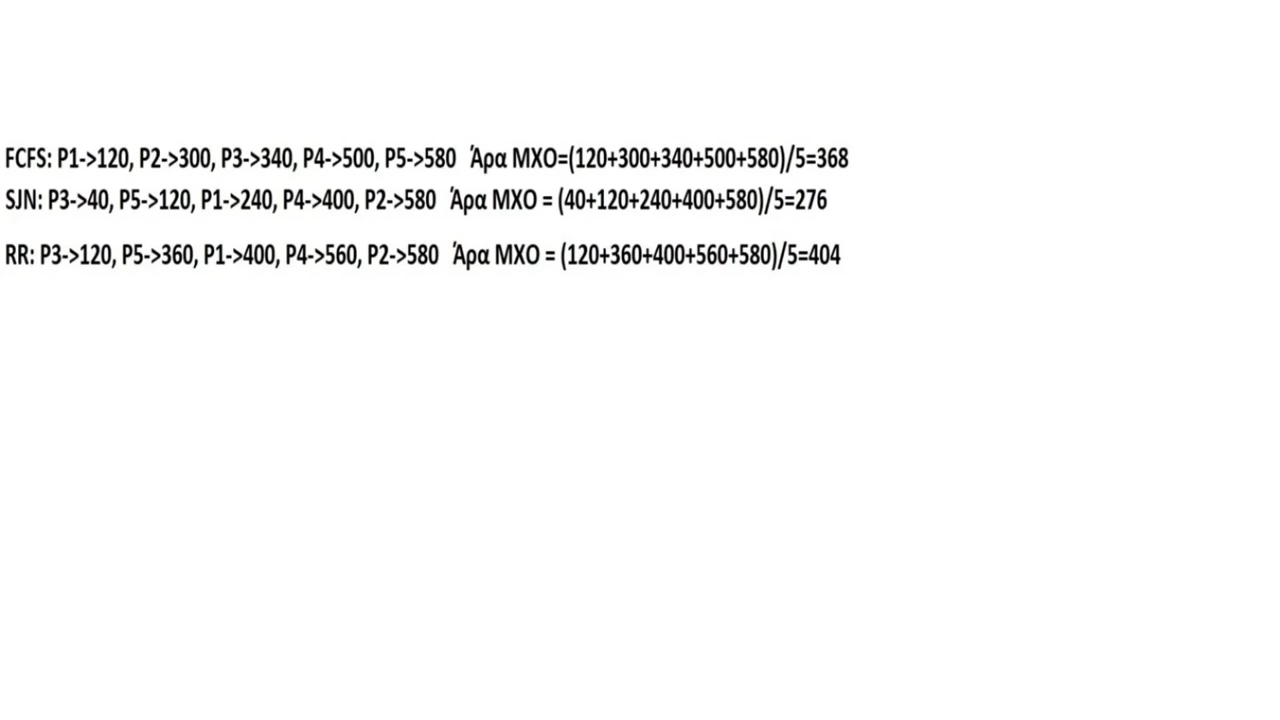 FCFS: P1->120, P2->300, P3->340, P4->500, P5->580 Άρα ΜΧΟ=(120+300+340+500+580)/5=368
SJN: P3->40, P5->120, P1->240, P4->400, P2->580 Άρα ΜΧΟ = (40+120+240+400+580)/5=276
RR: P3->120, P5->360, P1->400, P4->560, P2->580 Άρα ΜΧΟ = (120+360+400+560+580)/5=404